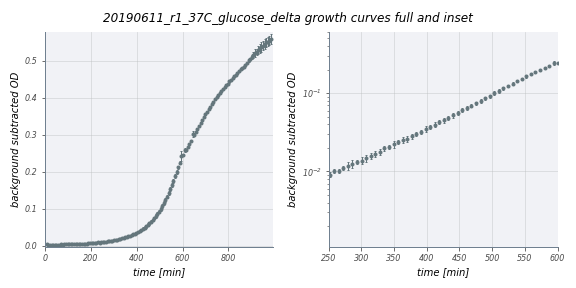 20190611_r1_37C_glucose_delta growth curves full and inset
background subtracted OD
0.5
0.4
0.3
0.2
0.1
0.0
0 200 400 600 800
time [min]
background subtracted OD
10⁻¹
10⁻²
250 300 350 400 450 500 550 600
time [min]